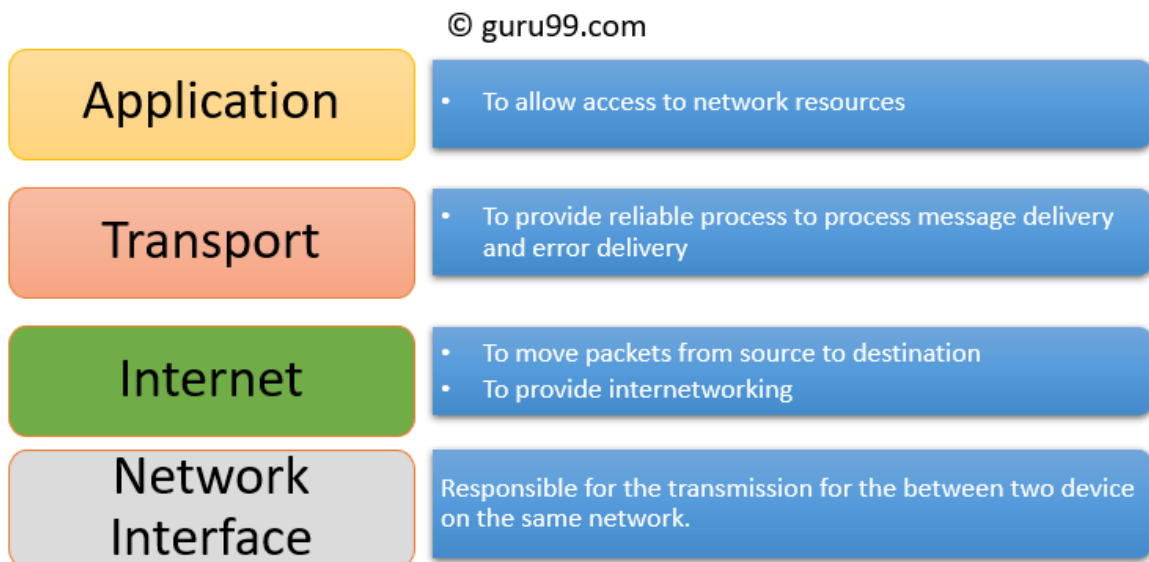 © guru99.com
Application
• To allow access to network resources
Transport
• To provide reliable process to process message delivery
and error delivery
Internet
• To move packets from source to destination
• To provide internetworking
Network
Interface
Responsible for the transmission for the between two device
on the same network.